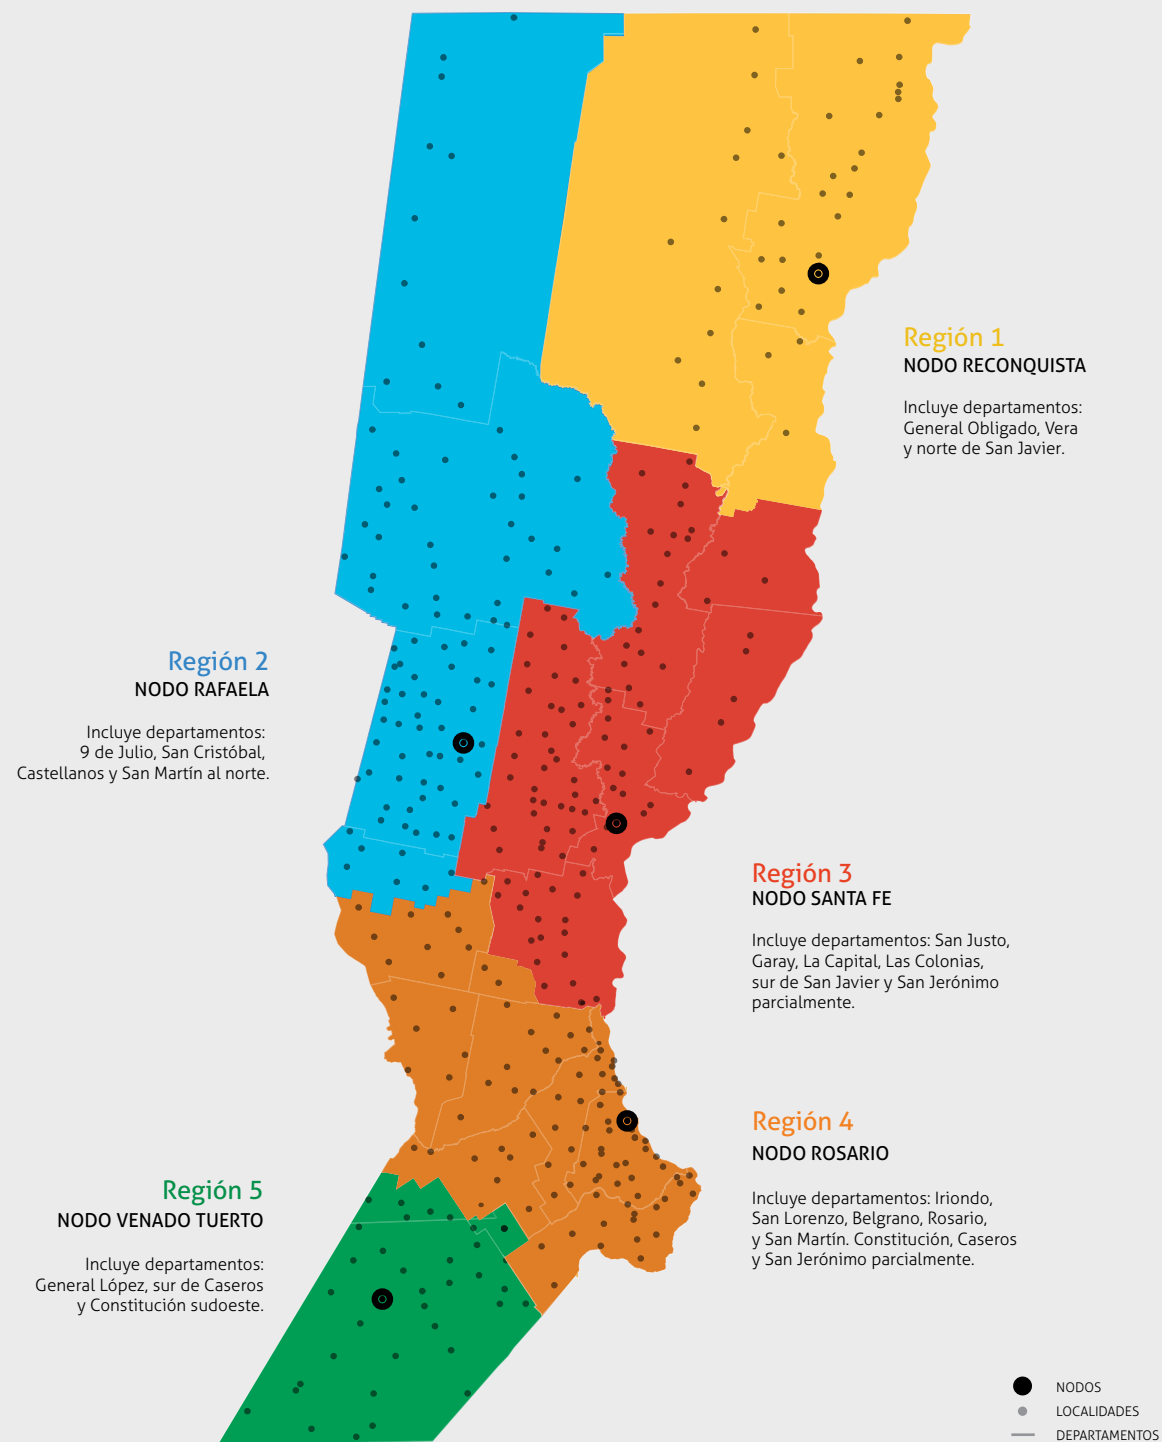 Región 1
NODO RECONQUISTA
Incluye departamentos:
General Obligado, Vera
y norte de San Javier.
Región 2
NODO RAFAELA
Incluye departamentos:
9 de Julio, San Cristóbal,
Castellanos y San Martín al norte.
Región 3
NODO SANTA FE
Incluye departamentos: San Justo,
Garay, La Capital, Las Colonias,
sur de San Javier y San Jerónimo
parcialmente.
Región 4
NODO ROSARIO
Incluye departamentos: Iriondo,
San Lorenzo, Belgrano, Rosario,
y San Martín. Constitución, Caseros
y San Jerónimo parcialmente.
Región 5
NODO VENADO TUERTO
Incluye departamentos:
General López, sur de Caseros
y Constitución sudoeste.
NODOS
LOCALIDADES
DEPARTAMENTOS